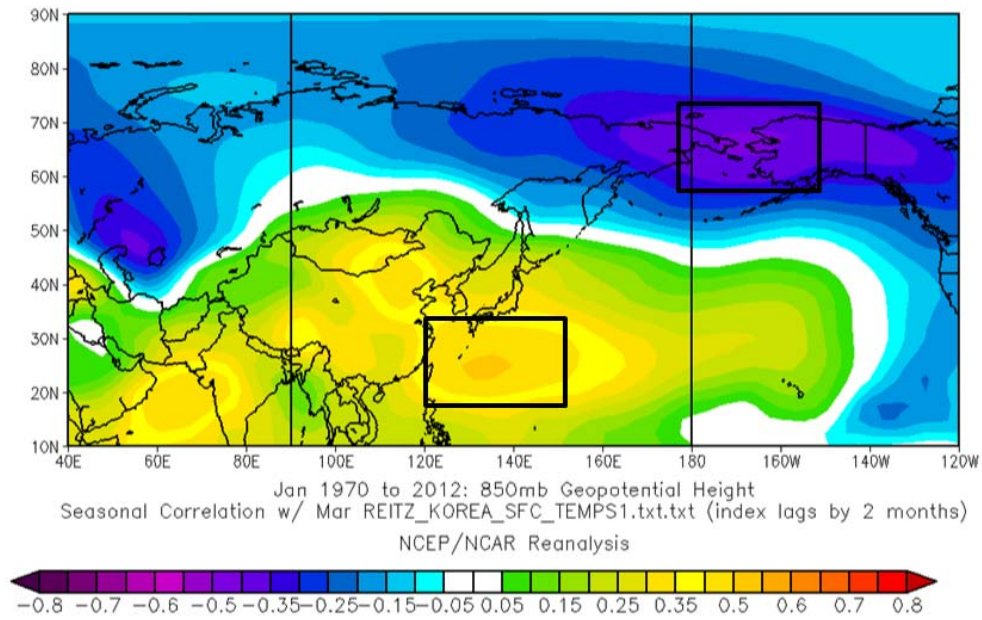 90N
80N
70N
60N
50N
40N
30N
20N
10N
40E 60E 80E 100E 120E 140E 160E 180 160W 140W 120W
Jan 1970 to 2012: 850mb Geopotential Height
Seasonal Correlation w/ Mar REITZ_KOREA_SFC_TEMPS1.txt.txt (index lags by 2 months)
NCEP/NCAR Reanalysis
-0.8 -0.7 -0.6 -0.5 -0.35 -0.25 -0.15 -0.05 0.05 0.15 0.25 0.35 0.5 0.6 0.7 0.8